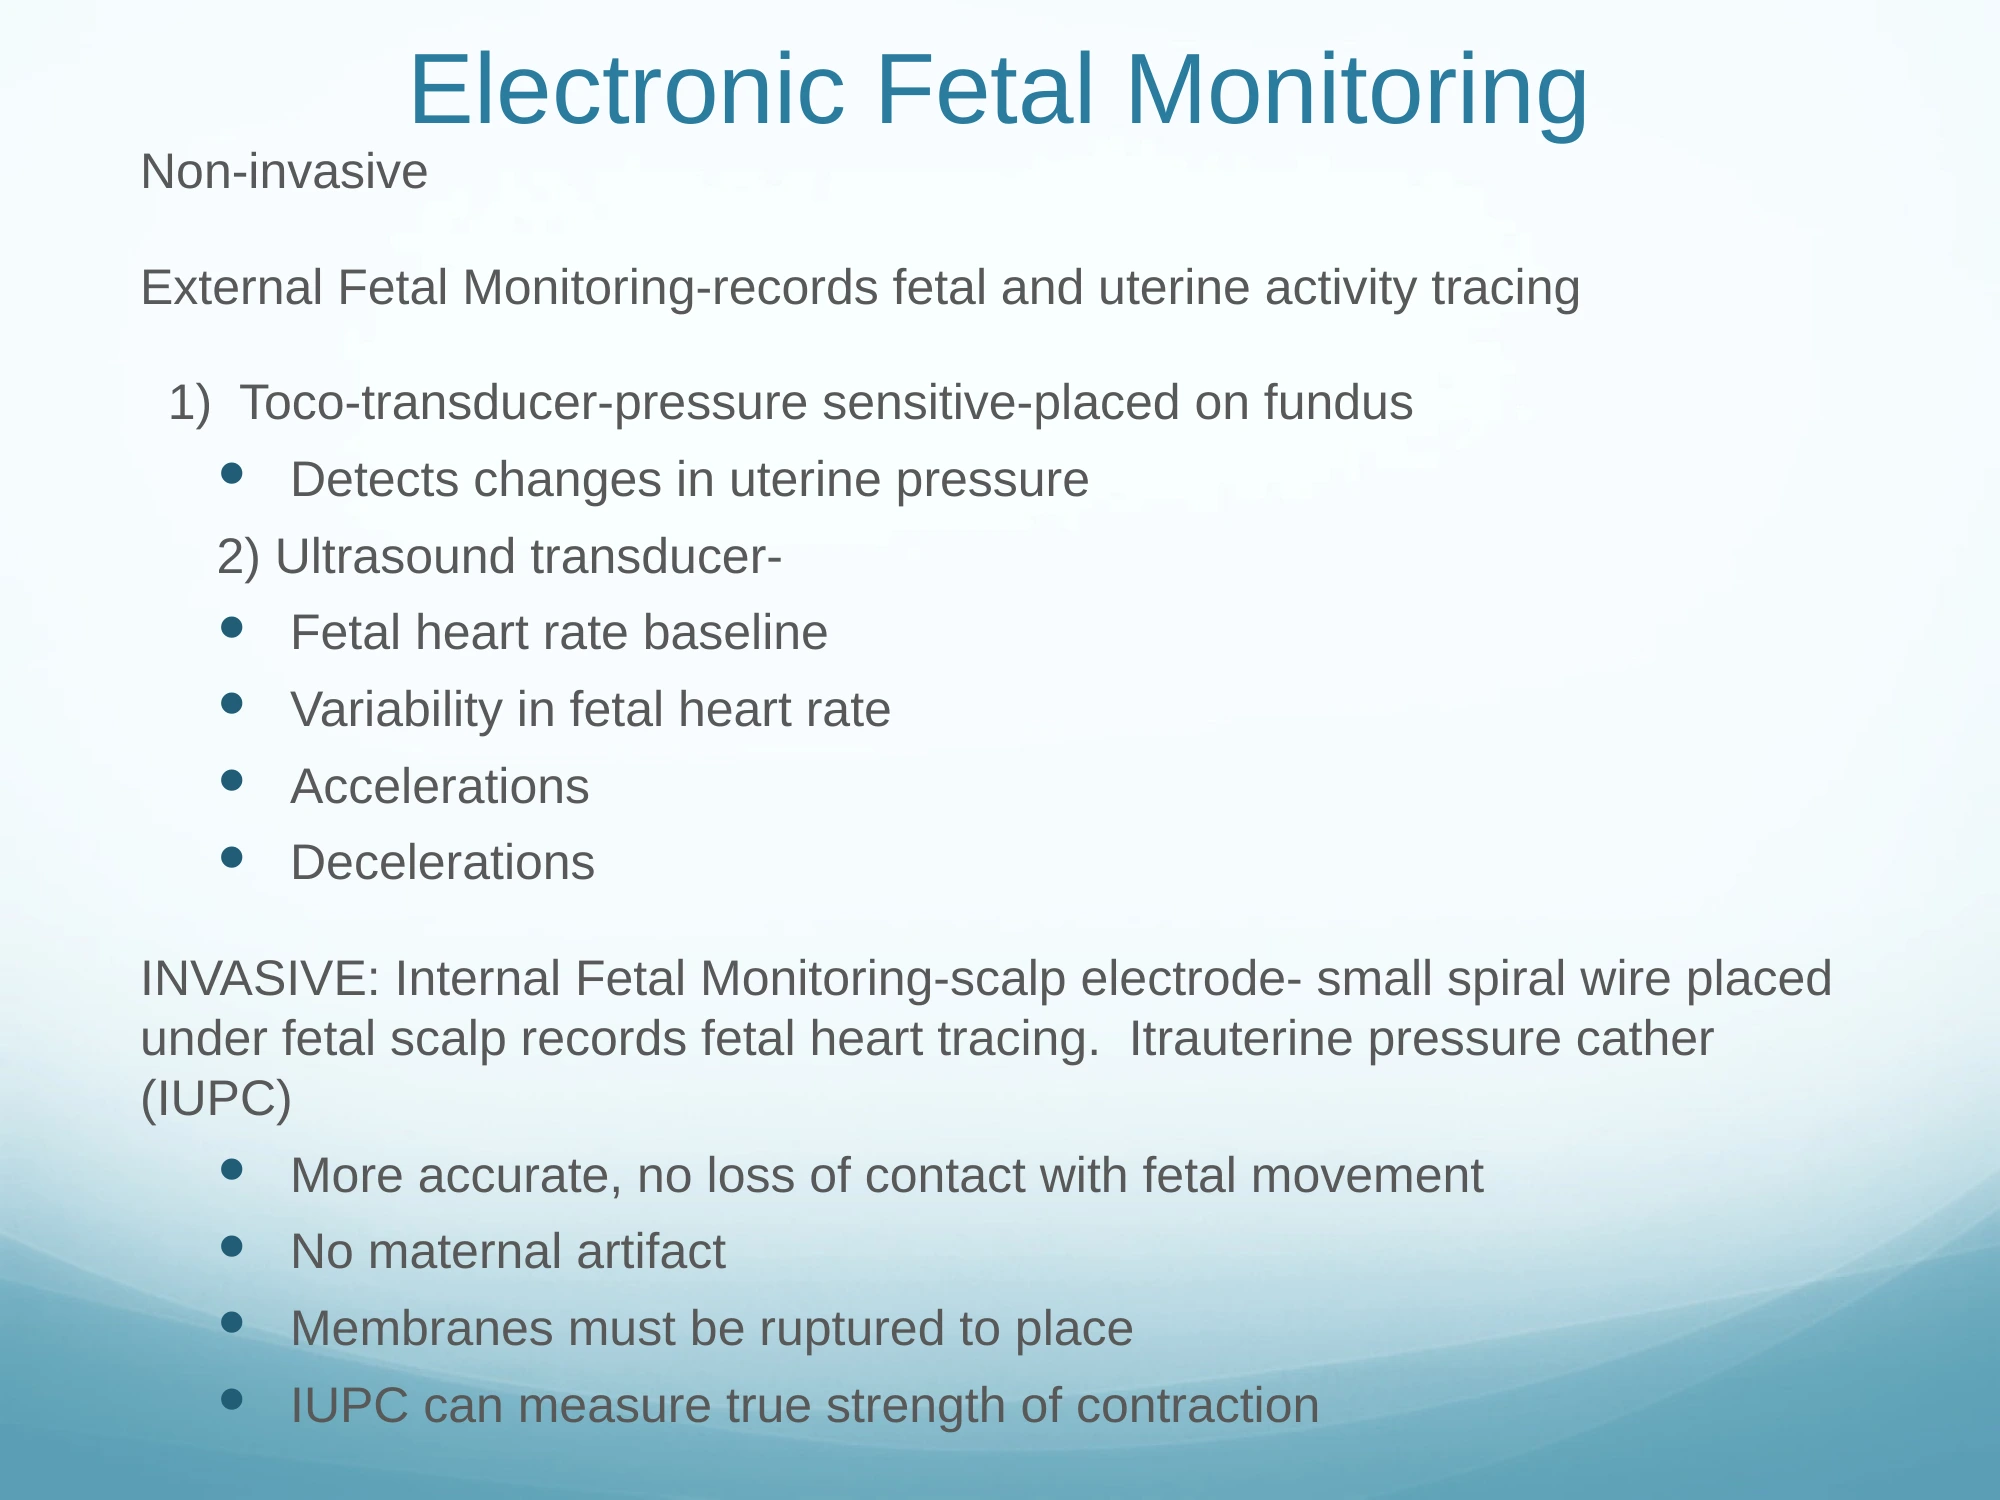 Electronic Fetal Monitoring
Non-invasive
External Fetal Monitoring-records fetal and uterine activity tracing
1) Toco-transducer-pressure sensitive-placed on fundus
• Detects changes in uterine pressure
2) Ultrasound transducer-
• Fetal heart rate baseline
• Variability in fetal heart rate
• Accelerations
• Decelerations
INVASIVE: Internal Fetal Monitoring-scalp electrode- small spiral wire placed
under fetal scalp records fetal heart tracing.  Itrauterine pressure cather
(IUPC)
• More accurate, no loss of contact with fetal movement
• No maternal artifact
• Membranes must be ruptured to place
• IUPC can measure true strength of contraction